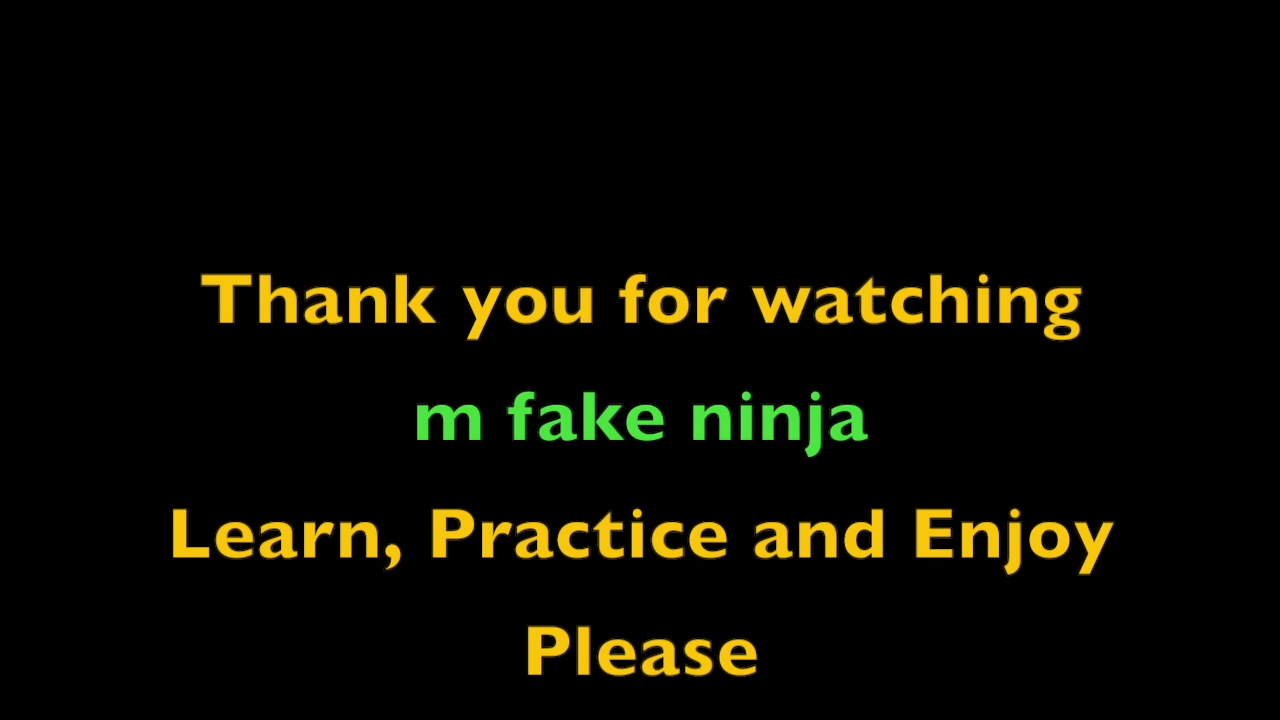 Thank you for watching
m fake ninja
Learn, Practice and Enjoy
Please